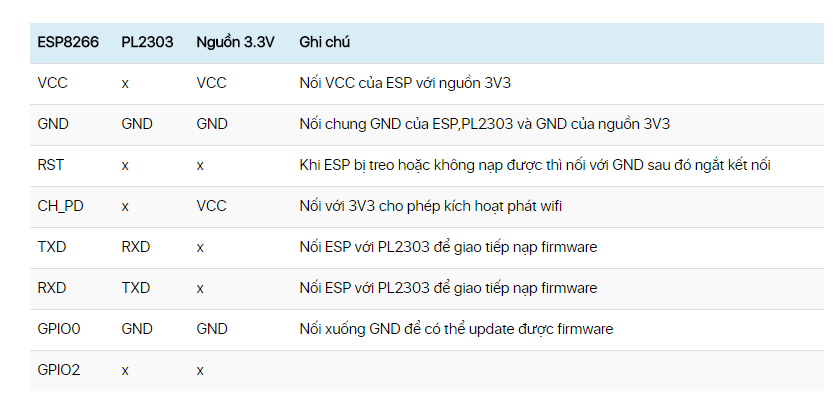 ESP8266 PL2303 Nguồn 3.3V Ghi chú
VCC x VCC Nối VCC của ESP với nguồn 3V3
GND GND GND Nối chung GND của ESP,PL2303 và GND của nguồn 3V3
RST x x Khi ESP bị treo hoặc không nạp được thì nối với GND sau đó ngắt kết nối
CH_PD x VCC Nối với 3V3 cho phép kích hoạt phát wifi
TXD RXD x Nối ESP với PL2303 để giao tiếp nạp firmware
RXD TXD x Nối ESP với PL2303 để giao tiếp nạp firmware
GPIO0 GND GND Nối xuống GND để có thể update được firmware
GPIO2 x x